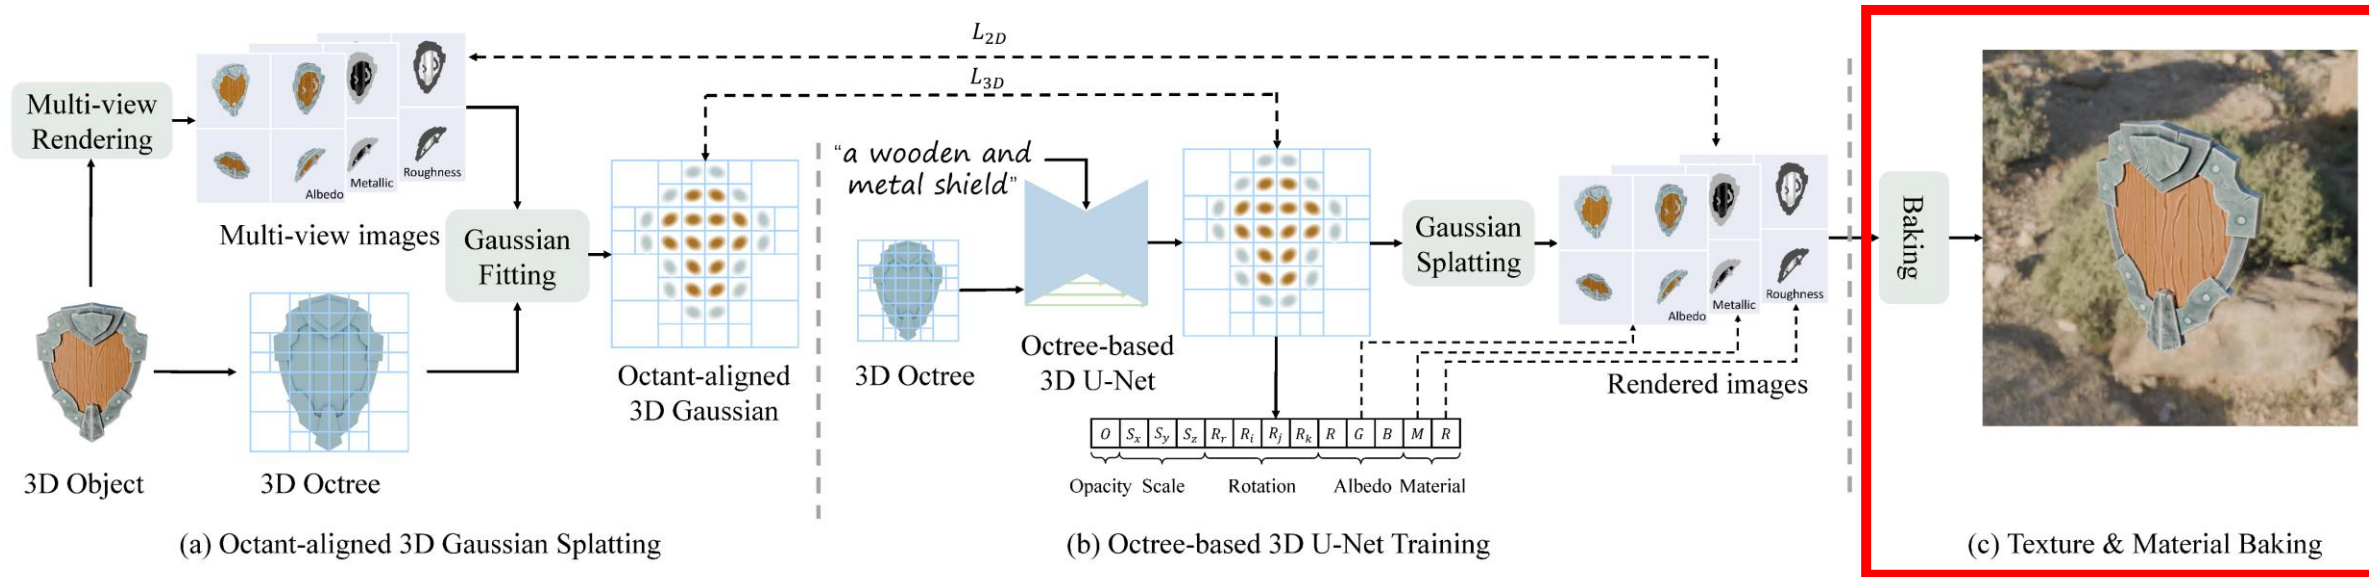 Multi-view
Rendering
Albedo
Metallic
Roughness
Multi-view images
Gaussian
Fitting
3D Object
3D Octree
Octant-aligned
3D Gaussian
(a) Octant-aligned 3D Gaussian Splatting
L2D
L3D
“a wooden and
metal shield”
3D Octree
Octree-based
3D U-Net
Gaussian
Splatting
Albedo
Metallic
Roughness
Rendered images
O Sx Sy Sz Rr Ri Rj Rk R G B M R
Opacity Scale Rotation Albedo Material
(b) Octree-based 3D U-Net Training
Baking
(c) Texture & Material Baking